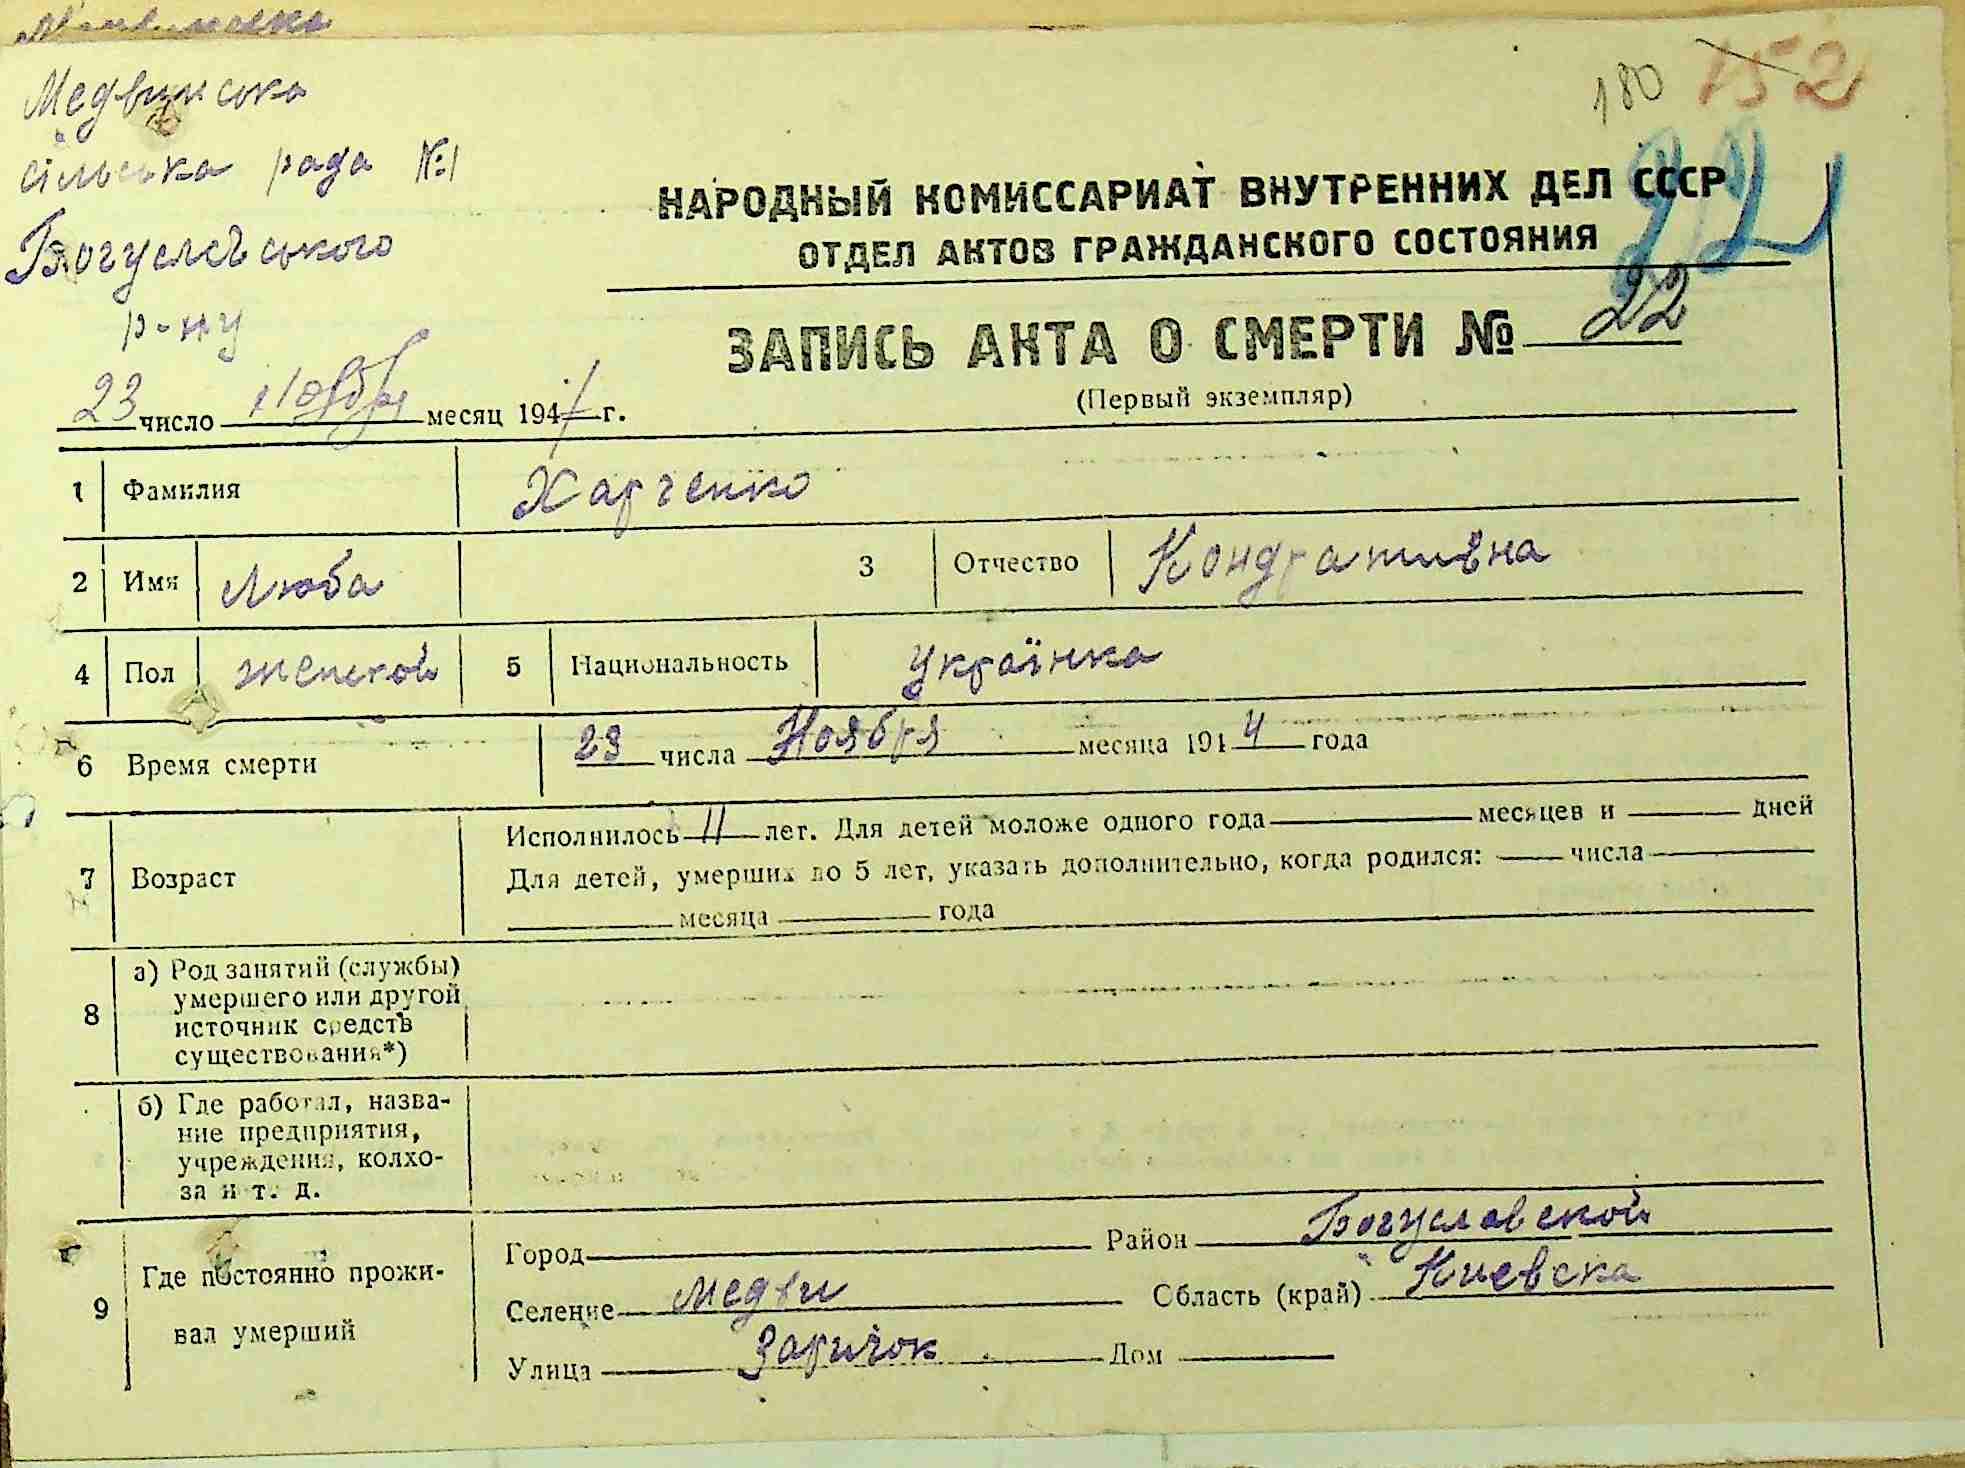 Медвинська
180 152
сільська рада №1
22
НАРОДНЫЙ КОМИССАРИАТ ВНУТРЕННИХ ДЕЛ СССР
Богуславського
ОТДЕЛ АКТОВ ГРАЖДАНСКОГО СОСТОЯНИЯ
р-ну
ЗАПИСЬ АКТА О СМЕРТИ № 22
(Первый экземпляр)
23 число ноября месяц 194 г.
1 Фамилия Харченко
2 Имя Люба 3 Отчество Кондративна
4 Пол женской 5 Национальность українка
6 Время смерти 23 числа Ноября месяца 1944 года
7 Возраст Исполнилось 11 лет. Для детей моложе одного года месяцев и дней
Для детей, умерших до 5 лет, указать дополнительно, когда родился: числа
месяца года
8 а) Род занятий (службы)
умершего или другой
источник средств
существования*)
б) Где работал, назва-
ние предприятия,
учреждения, колхо-
за и т. д.
9 Где постоянно прожи-
вал умерший
Город Район Богуславской
Селение Медви Область (край) Киевска
Улица Заричок Дом